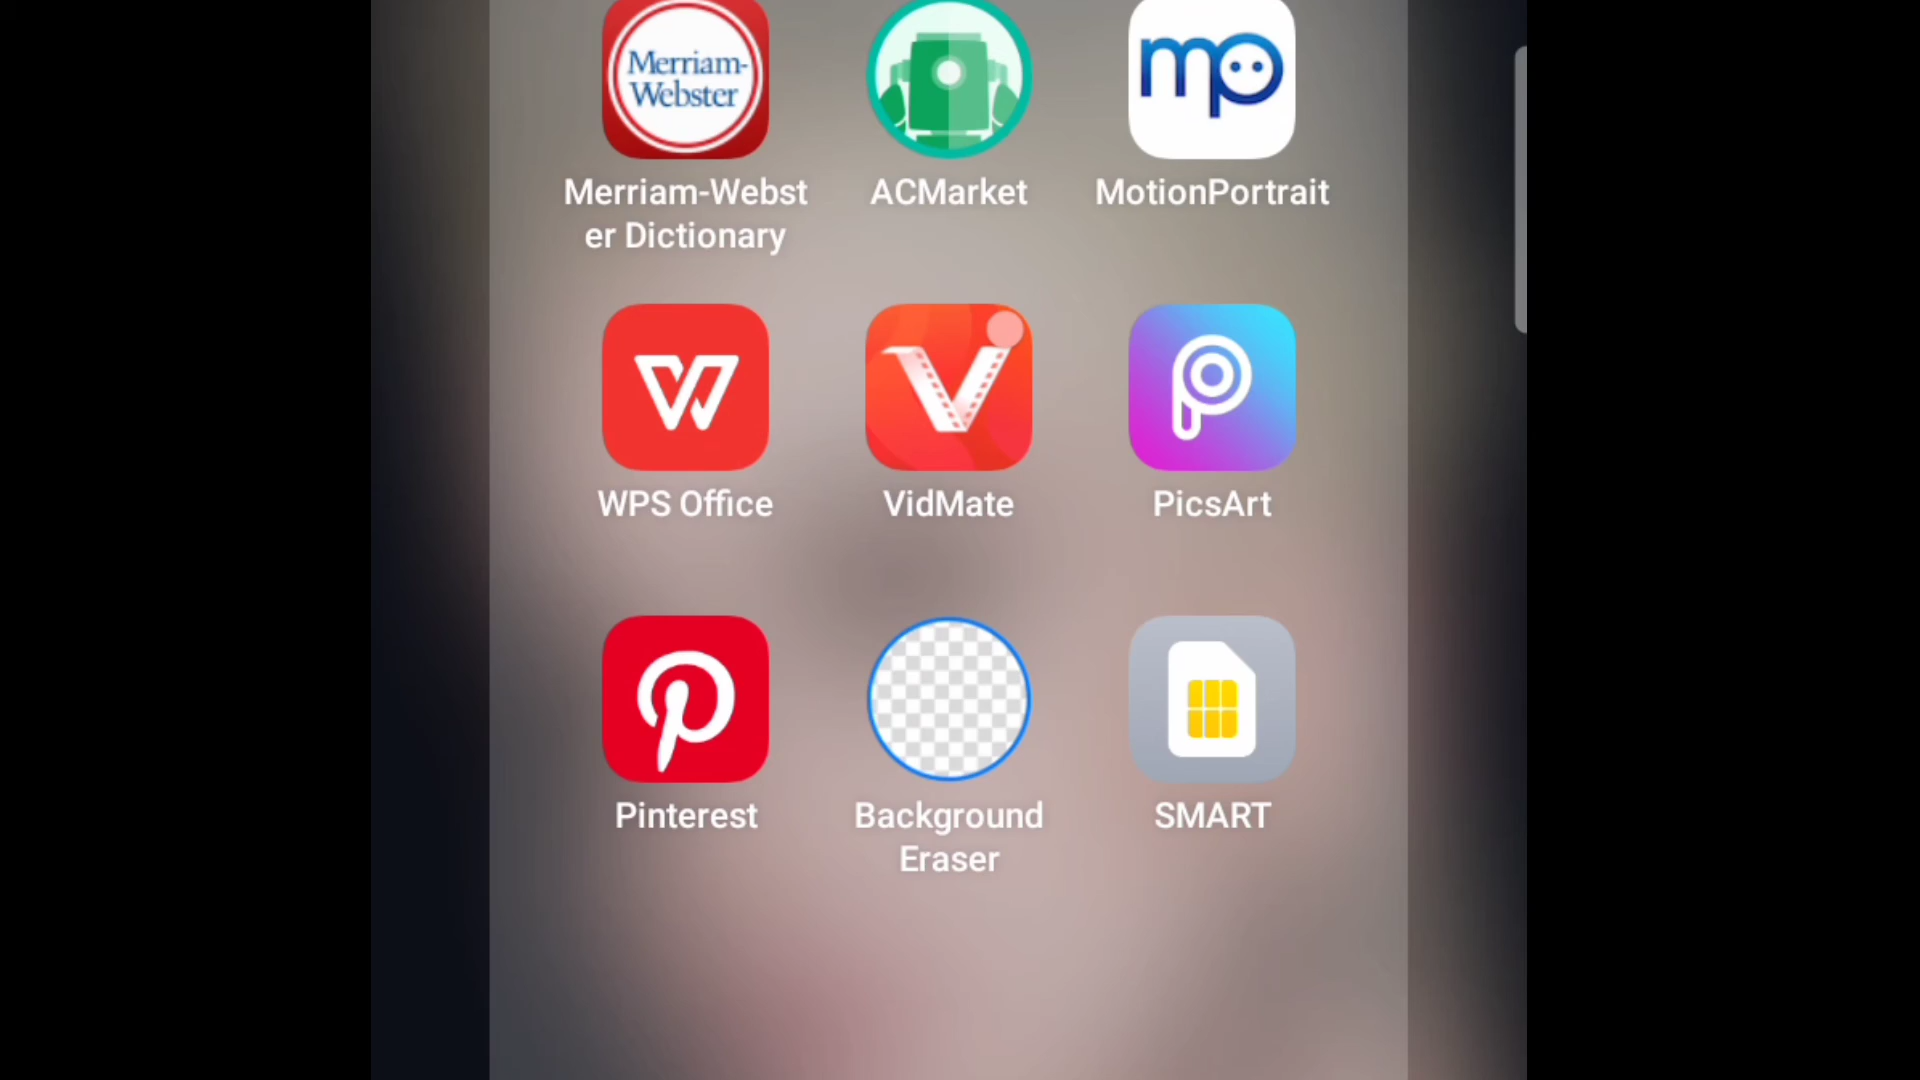 Merriam-
Webster
mp
Merriam-Webst
er Dictionary
ACMarket
MotionPortrait
WPS Office
VidMate
PicsArt
Pinterest
Background
Eraser
SMART